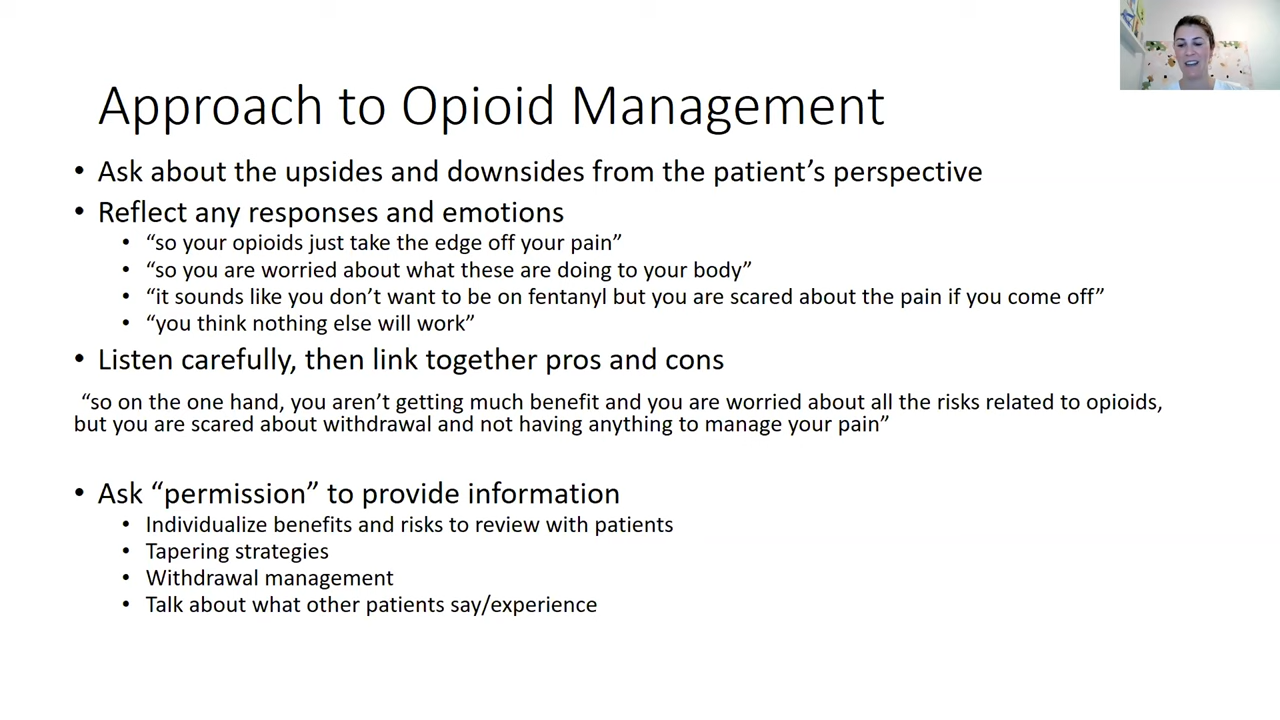 Approach to Opioid Management
• Ask about the upsides and downsides from the patient’s perspective
• Reflect any responses and emotions
• “so your opioids just take the edge off your pain”
• “so you are worried about what these are doing to your body”
• “it sounds like you don’t want to be on fentanyl but you are scared about the pain if you come off”
• “you think nothing else will work”
• Listen carefully, then link together pros and cons
“so on the one hand, you aren’t getting much benefit and you are worried about all the risks related to opioids,
but you are scared about withdrawal and not having anything to manage your pain”
• Ask “permission” to provide information
• Individualize benefits and risks to review with patients
• Tapering strategies
• Withdrawal management
• Talk about what other patients say/experience